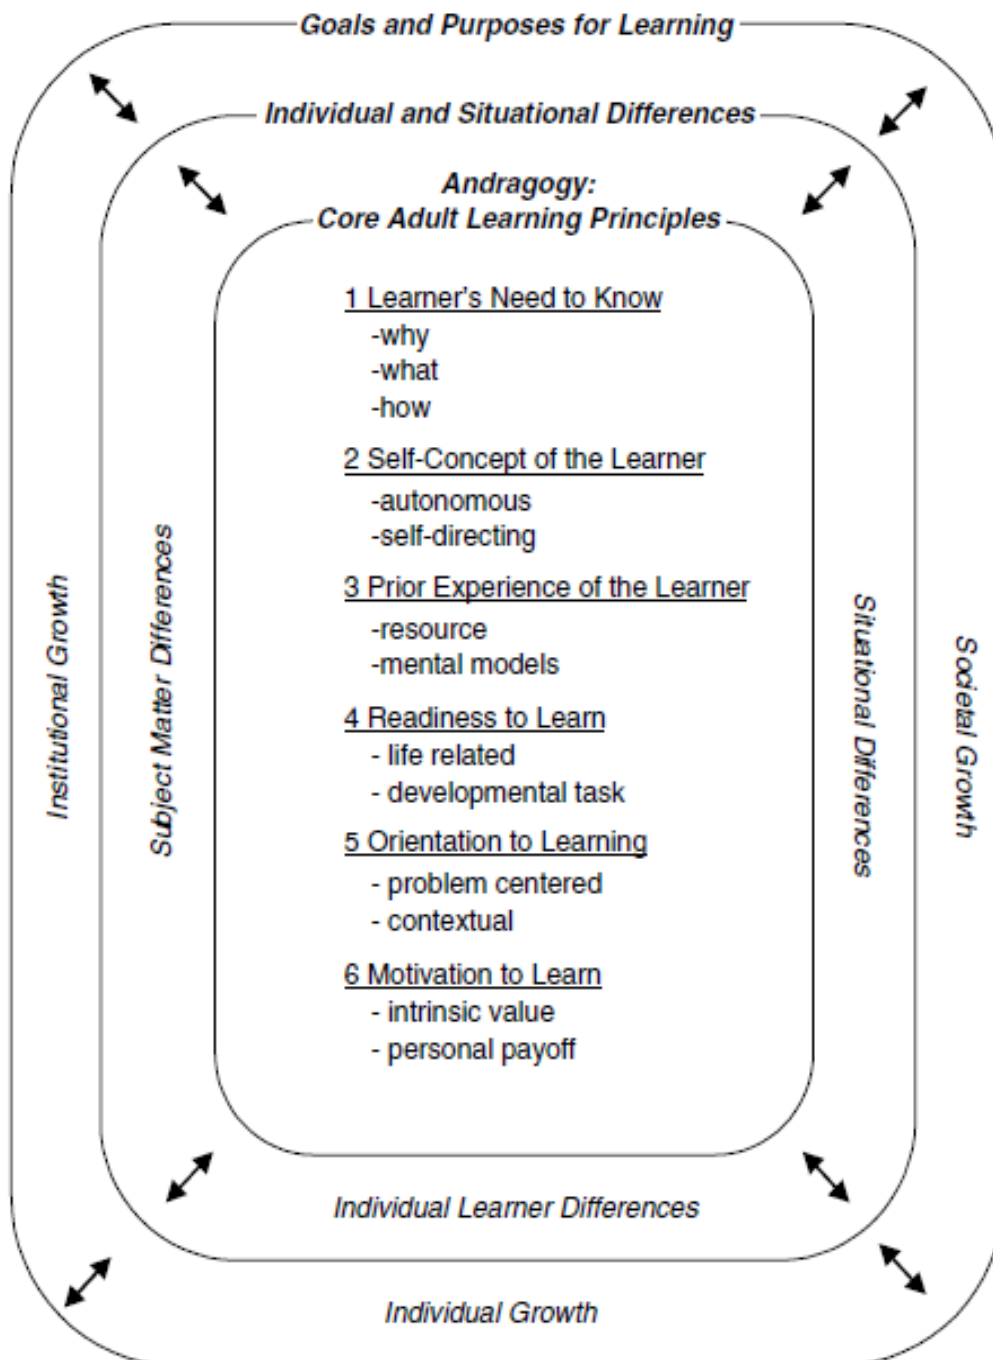 Goals and Purposes for Learning
Individual and Situational Differences
Andragogy:
Core Adult Learning Principles
1 Learner's Need to Know
-why
-what
-how
2 Self-Concept of the Learner
-autonomous
-self-directing
3 Prior Experience of the Learner
-resource
-mental models
4 Readiness to Learn
- life related
- developmental task
5 Orientation to Learning
- problem centered
- contextual
6 Motivation to Learn
- intrinsic value
- personal payoff
Institutional Growth
Subject Matter Differences
Situational Differences
Societal Growth
Individual Learner Differences
Individual Growth